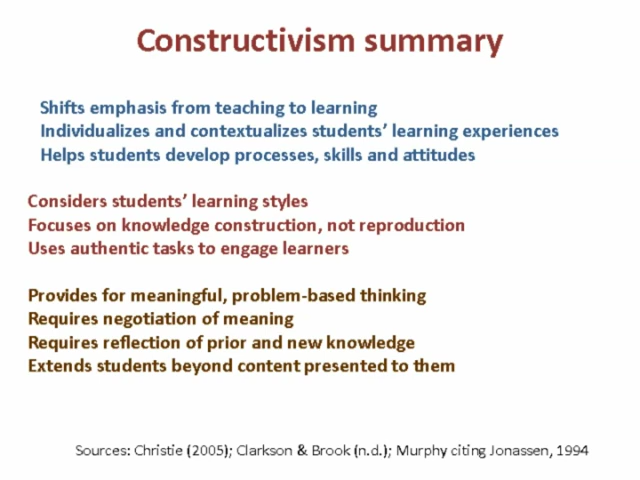 Constructivism summary
Shifts emphasis from teaching to learning
Individualizes and contextualizes students’ learning experiences
Helps students develop processes, skills and attitudes
Considers students’ learning styles
Focuses on knowledge construction, not reproduction
Uses authentic tasks to engage learners
Provides for meaningful, problem-based thinking
Requires negotiation of meaning
Requires reflection of prior and new knowledge
Extends students beyond content presented to them
Sources: Christie (2005); Clarkson & Brook (n.d.); Murphy citing Jonassen, 1994